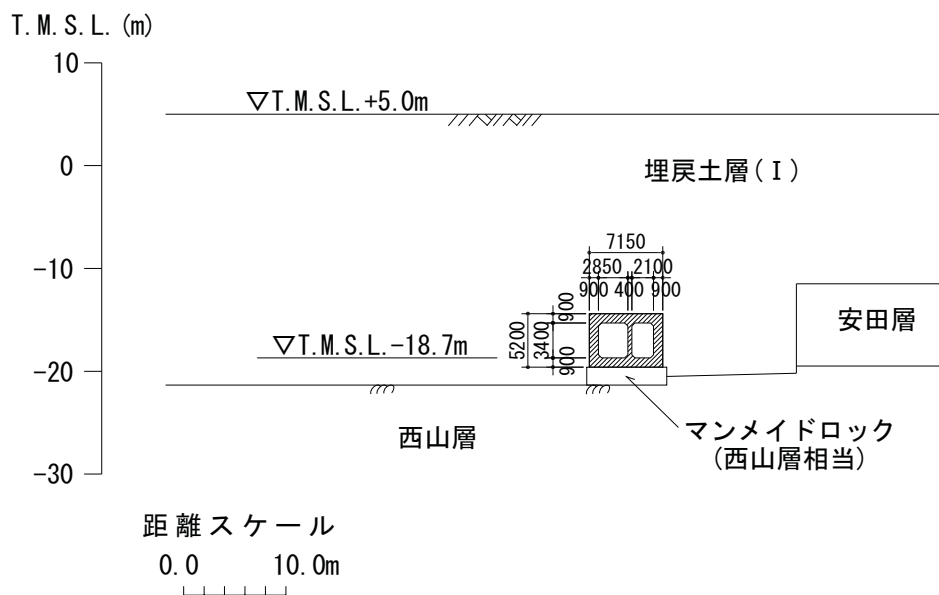 T.M.S.L.(m)
10
▽T.M.S.L.+5.0m
0
埋戻土層(Ⅰ)
-10
7150
2850 2100
900 400 900
900
5200
3400
900
安田層
▽T.M.S.L.-18.7m
-20
西山層
マンメイドロック
(西山層相当)
-30
距離スケール
0.0 10.0m